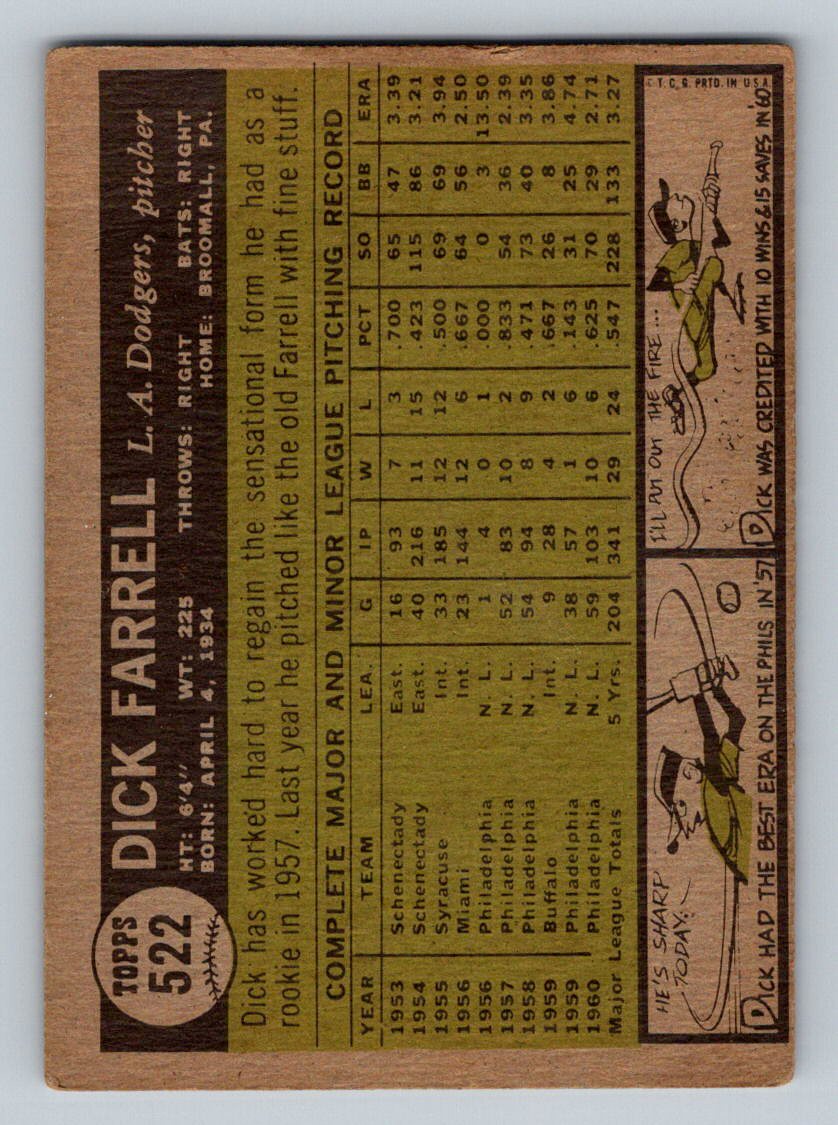 TOPPS
522
DICK FARRELL L. A. Dodgers, pitcher
HT: 6'4" WT: 225 THROWS: RIGHT BATS: RIGHT
BORN: APRIL 4, 1934 HOME: BROOMALL, PA.
Dick has worked hard to regain the sensational form he had as a
rookie in 1957. Last year he pitched like the old Farrell with fine stuff.
COMPLETE MAJOR AND MINOR LEAGUE PITCHING RECORD
YEAR TEAM LEA. G IP W L PCT SO BB ERA
1953 Schenectady East. 16 93 7 3 .700 65 47 3.39
1954 Schenectady East. 40 216 11 15 .423 115 86 3.21
1955 Syracuse Int. 33 185 12 12 .500 69 69 3.94
1956 Miami Int. 23 144 12 6 .667 64 56 2.50
1956 Philadelphia N. L. 1 4 0 1 .000 0 3 13.50
1957 Philadelphia N. L. 52 83 10 2 .833 54 36 2.39
1958 Philadelphia N. L. 54 94 8 9 .471 73 40 3.35
1959 Buffalo Int. 9 28 4 2 .667 26 8 3.86
1959 Philadelphia N. L. 38 57 1 6 .143 31 25 4.74
1960 Philadelphia N. L. 59 103 10 6 .625 70 29 2.71
Major League Totals 5 Yrs. 204 341 29 24 .547 228 133 3.27
HE'S SHARP
TODAY!
DICK HAD THE BEST ERA ON THE PHILS IN '57
I'LL PUT OUT THE FIRE...
© T. C. G. PRTD. IN U.S.A.
DICK WAS CREDITED WITH 10 WINS & 15 SAVES IN '60